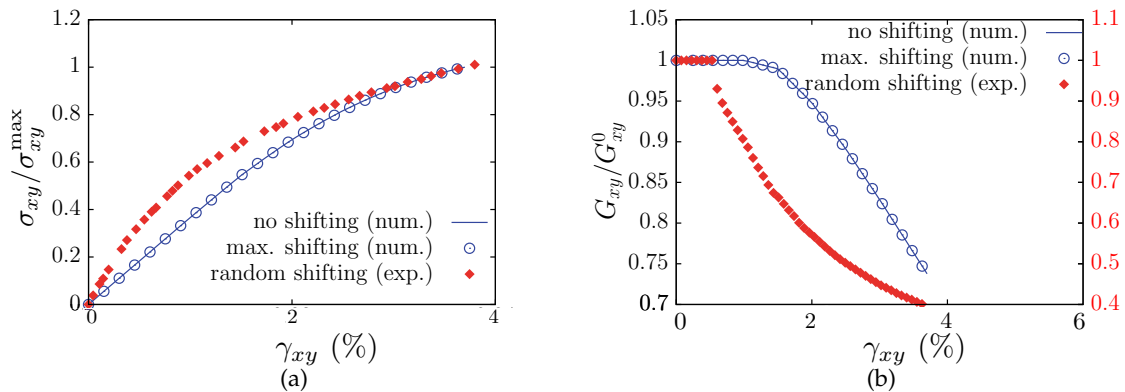 1.2
1
0.8
0.6
0.4
0.2
0
0
2
4
σxy/σxy^max
γxy (%)
no shifting (num.)
max. shifting (num.)
random shifting (exp.)
(a)
1.05
1
0.95
0.9
0.85
0.8
0.75
0.7
0
2
4
6
1.1
1
0.9
0.8
0.7
0.6
0.5
0.4
Gxy/G^0xy
γxy (%)
no shifting (num.)
max. shifting (num.)
random shifting (exp.)
(b)